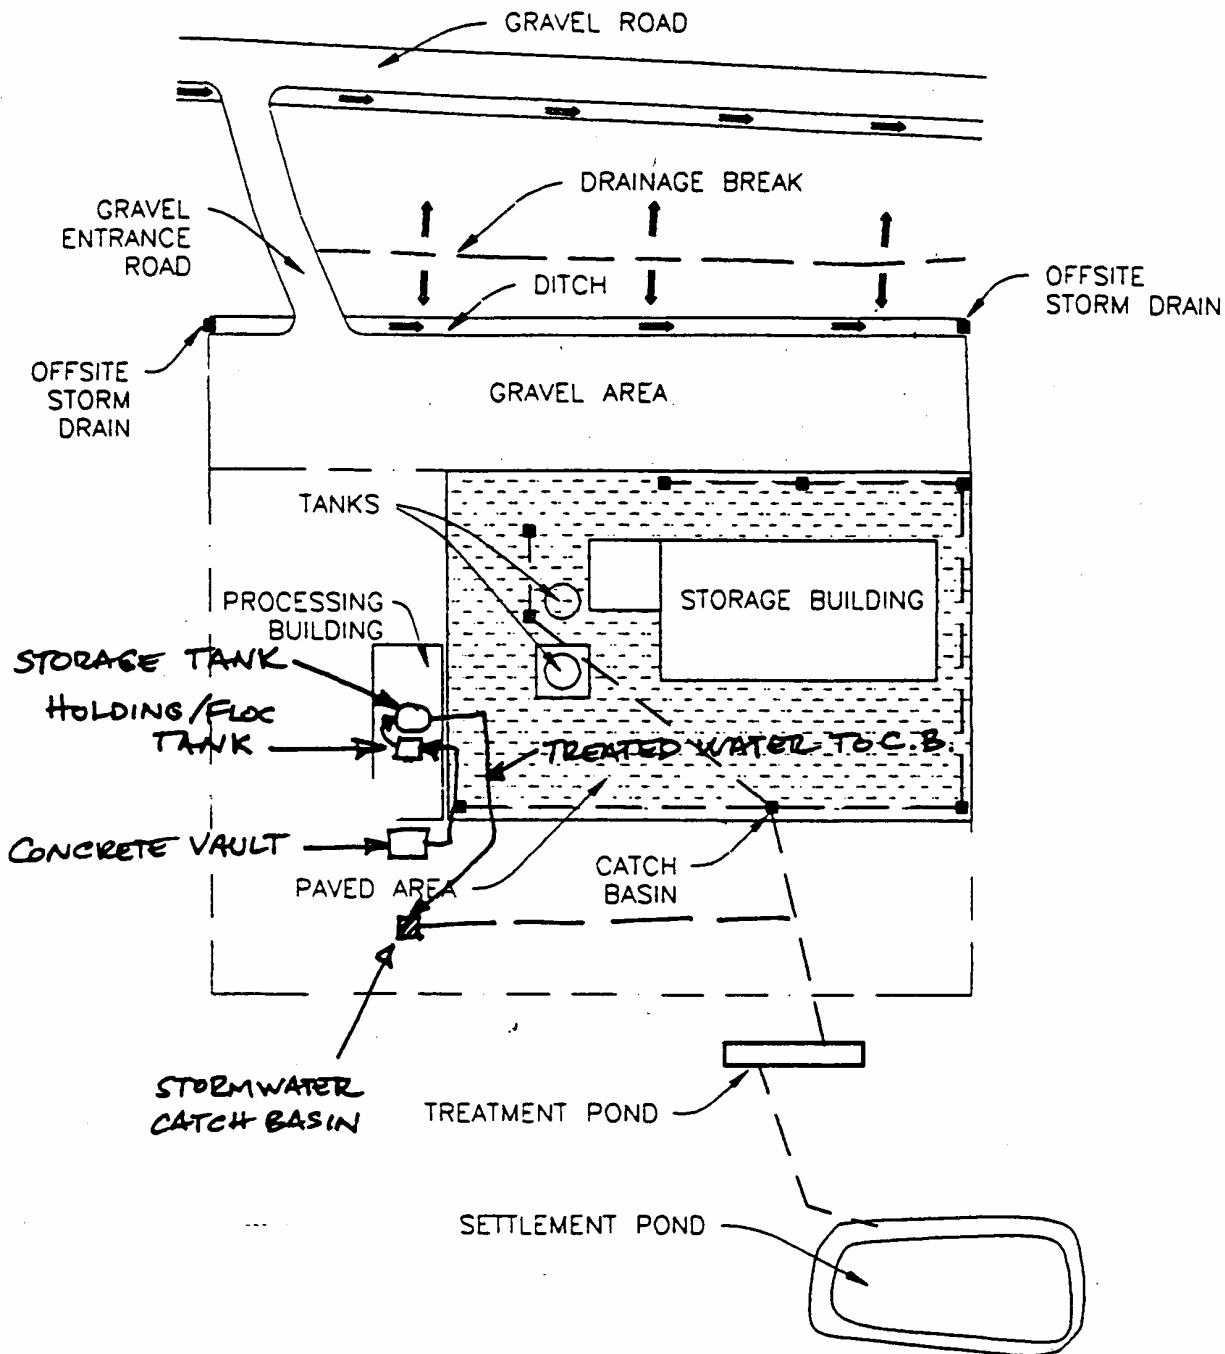 GRAVEL ROAD
DRAINAGE BREAK
GRAVEL
ENTRANCE
ROAD
DITCH
OFFSITE
STORM DRAIN
OFFSITE
STORM
DRAIN
GRAVEL AREA
TANKS
PROCESSING
BUILDING
STORAGE BUILDING
STORAGE TANK
HOLDING/FLOC
TANK
TREATED WATER TO C.B.
CONCRETE VAULT
PAVED AREA
CATCH
BASIN
STORMWATER
CATCH BASIN
TREATMENT POND
SETTLEMENT POND